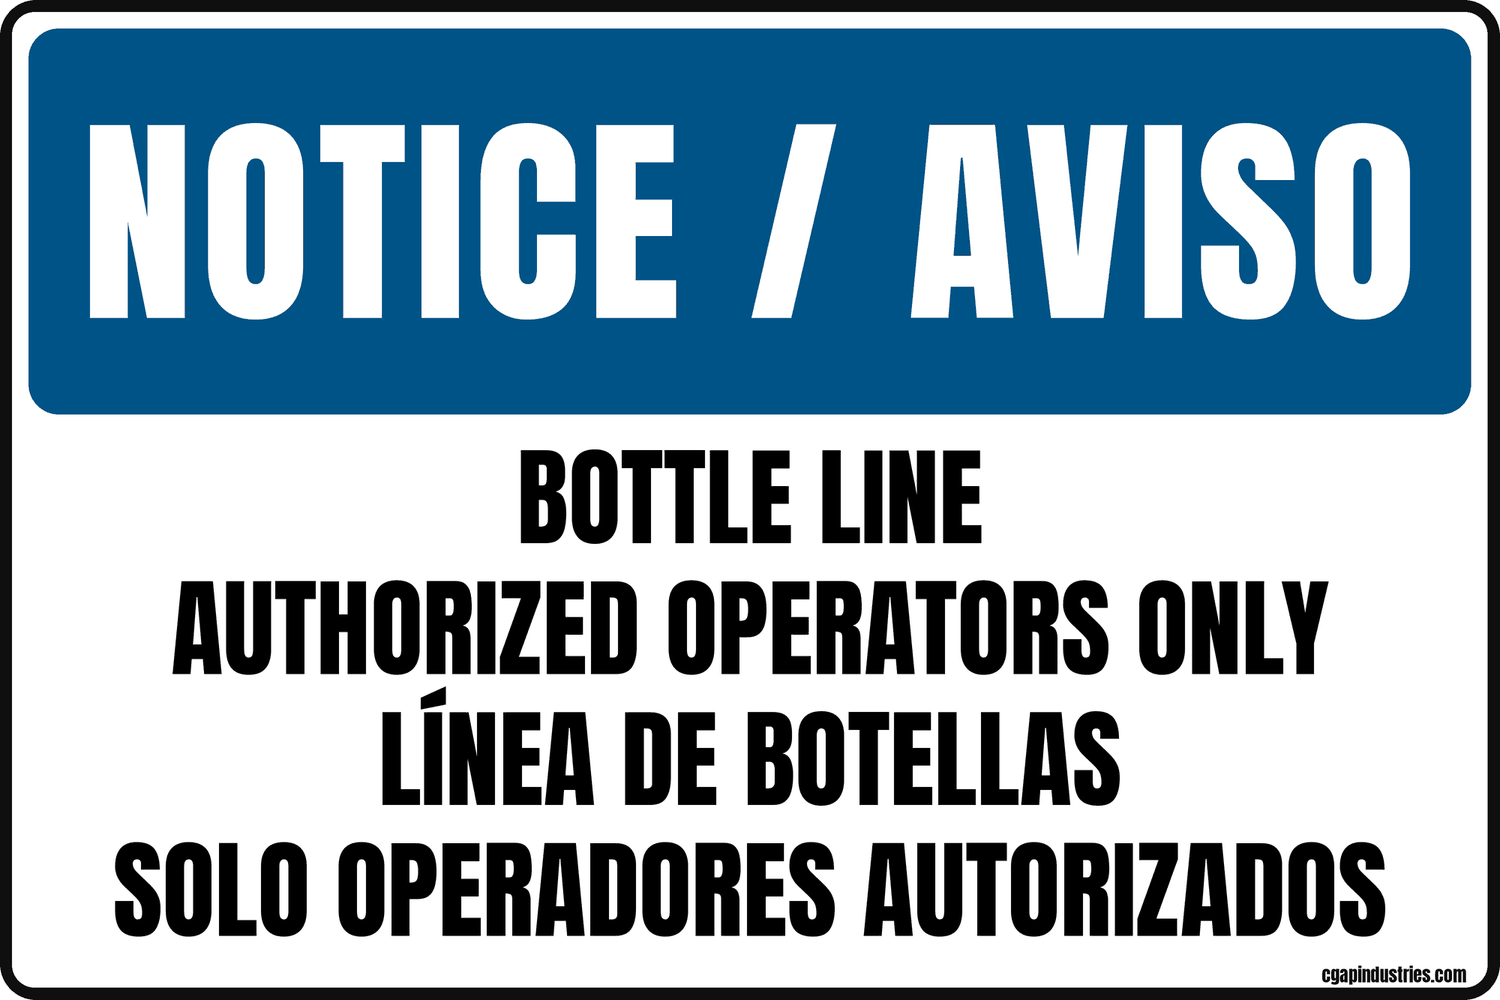 NOTICE / AVISO
BOTTLE LINE
AUTHORIZED OPERATORS ONLY
LÍNEA DE BOTELLAS
SOLO OPERADORES AUTORIZADOS
cgapindustries.com